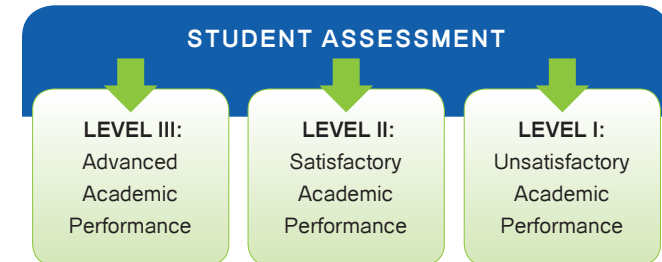 STUDENT ASSESSMENT
LEVEL III:
Advanced
Academic
Performance
LEVEL II:
Satisfactory
Academic
Performance
LEVEL I:
Unsatisfactory
Academic
Performance